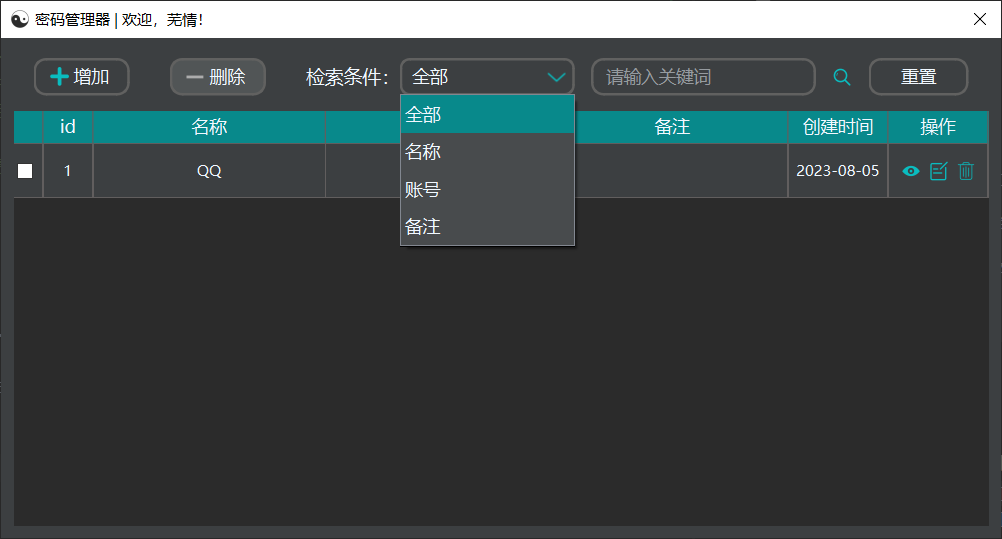 密码管理器 | 欢迎，芜情！
增加
删除
检索条件：
全部
请输入关键词
重置
全部
名称
账号
备注
id
名称
备注
创建时间
操作
1
QQ
2023-08-05